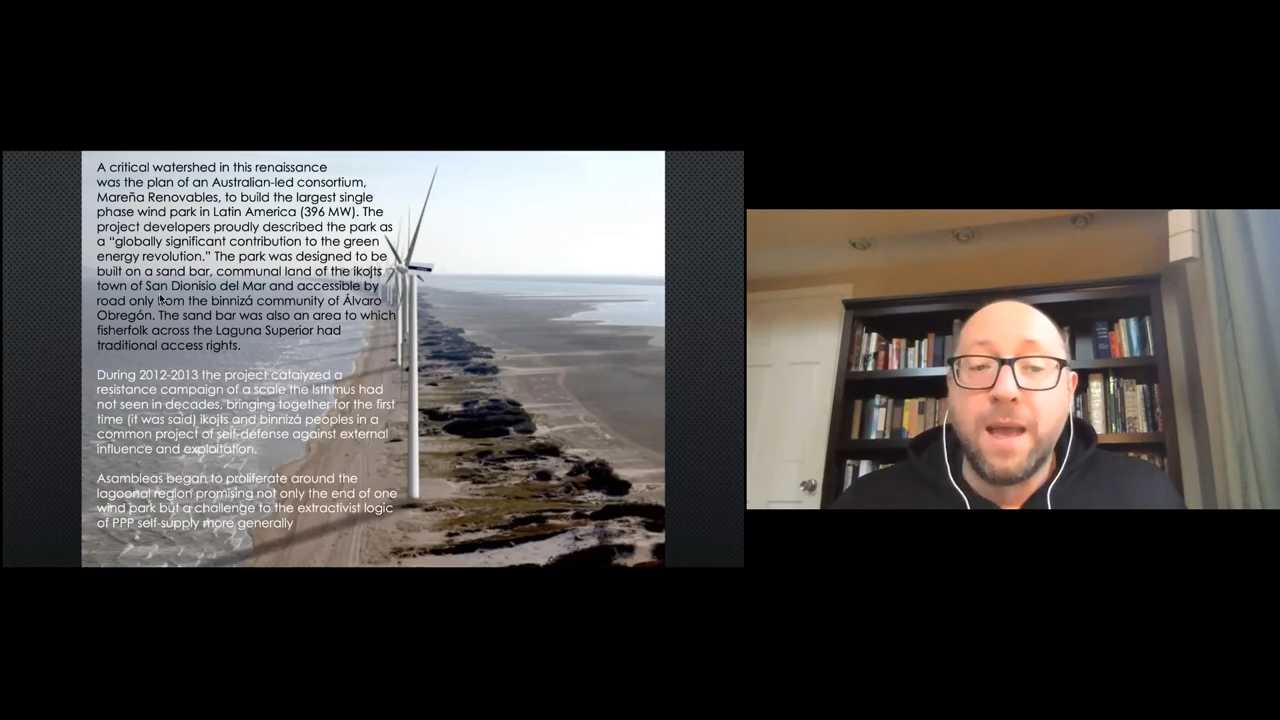 A critical watershed in this renaissance
was the plan of an Australian-led consortium,
Mareña Renovables, to build the largest single
phase wind park in Latin America (396 MW). The
project developers proudly described the park as
a “globally significant contribution to the green
energy revolution.” The park was designed to be
built on a sand bar, communal land of the ikojts
town of San Dionisio del Mar and accessible by
road only from the binnizá community of Álvaro
Obregón. The sand bar was also an area to which
fisherfolk across the Laguna Superior had
traditional access rights.
During 2012-2013 the project catalyzed a
resistance campaign of a scale the Isthmus had
not seen in decades, bringing together for the first
time (it was said) ikojts and binnizá peoples in a
common project of self-defense against external
influence and exploitation.
Asambleas began to proliferate around the
lagoonal region promising not only the end of one
wind park but a challenge to the extractivist logic
of PPP self-supply more generally